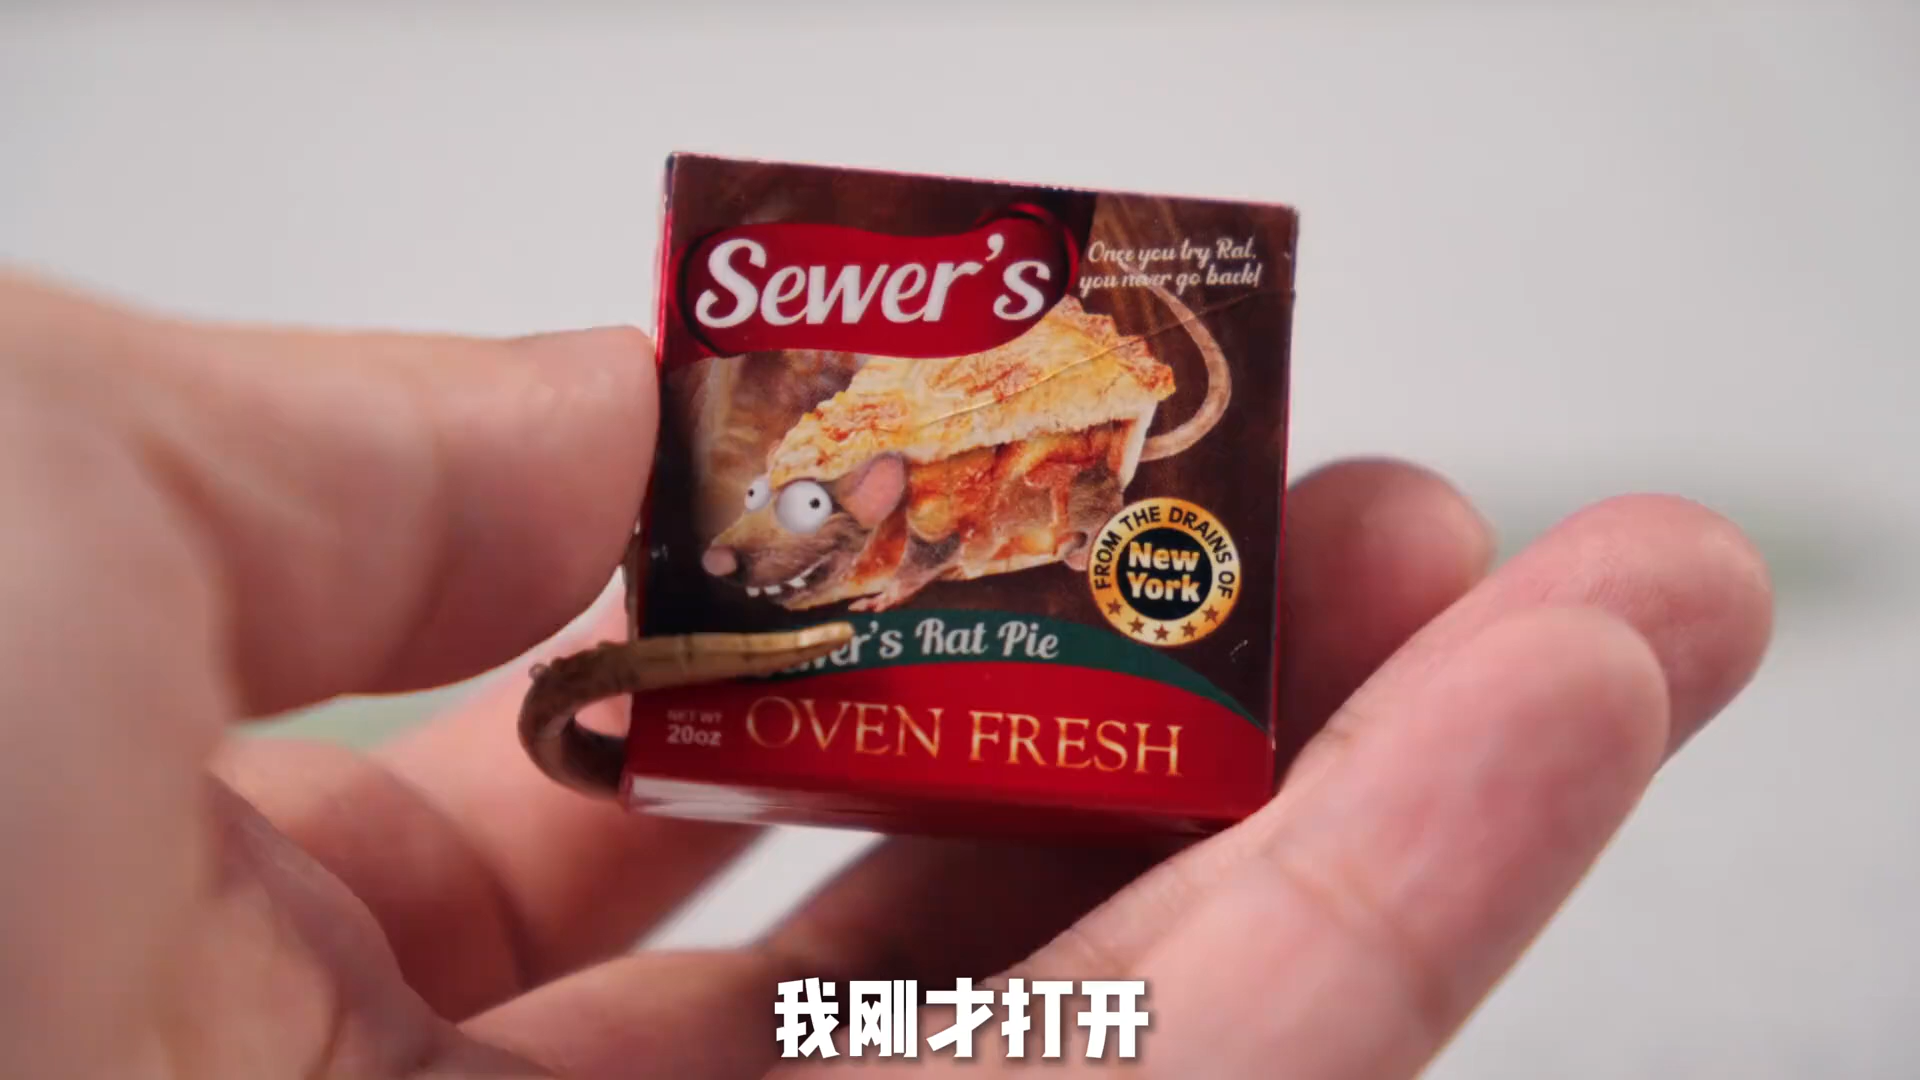 Sewer's
Once you try Rat,
you never go back!
FROM THE DRAINS OF
New
York
's Rat Pie
NET WT
20oz
OVEN FRESH
我刚才打开